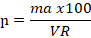 η = ma x100 / VR